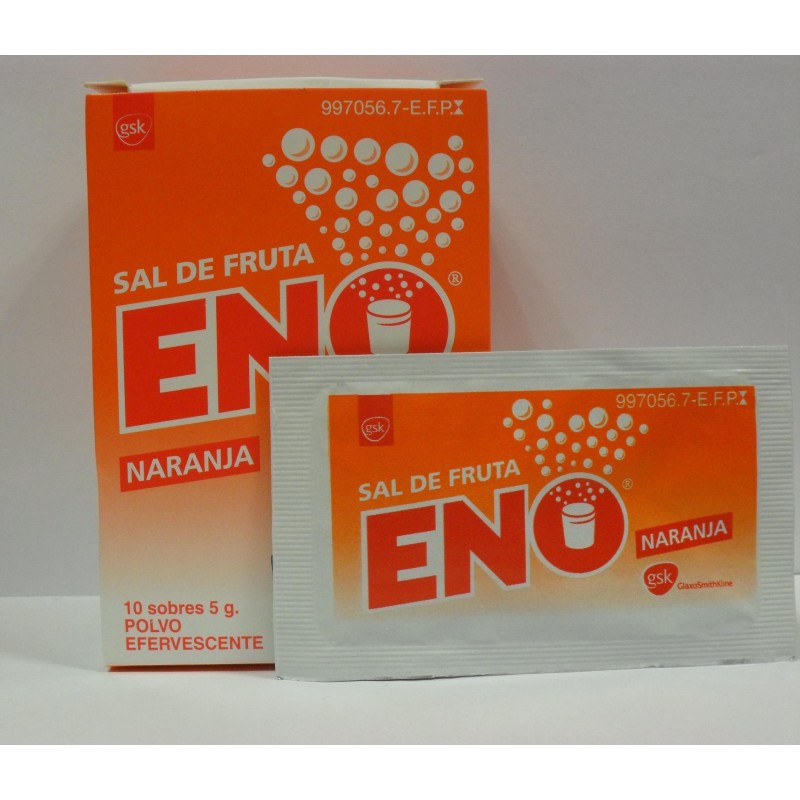 gsk
997056.7-E.F.P.
SAL DE FRUTA
ENO®
NARANJA
10 sobres 5 g.
POLVO
EFERVESCENTE
gsk
997056.7-E.F.P.
SAL DE FRUTA
ENO®
NARANJA
gsk
GlaxoSmithKline